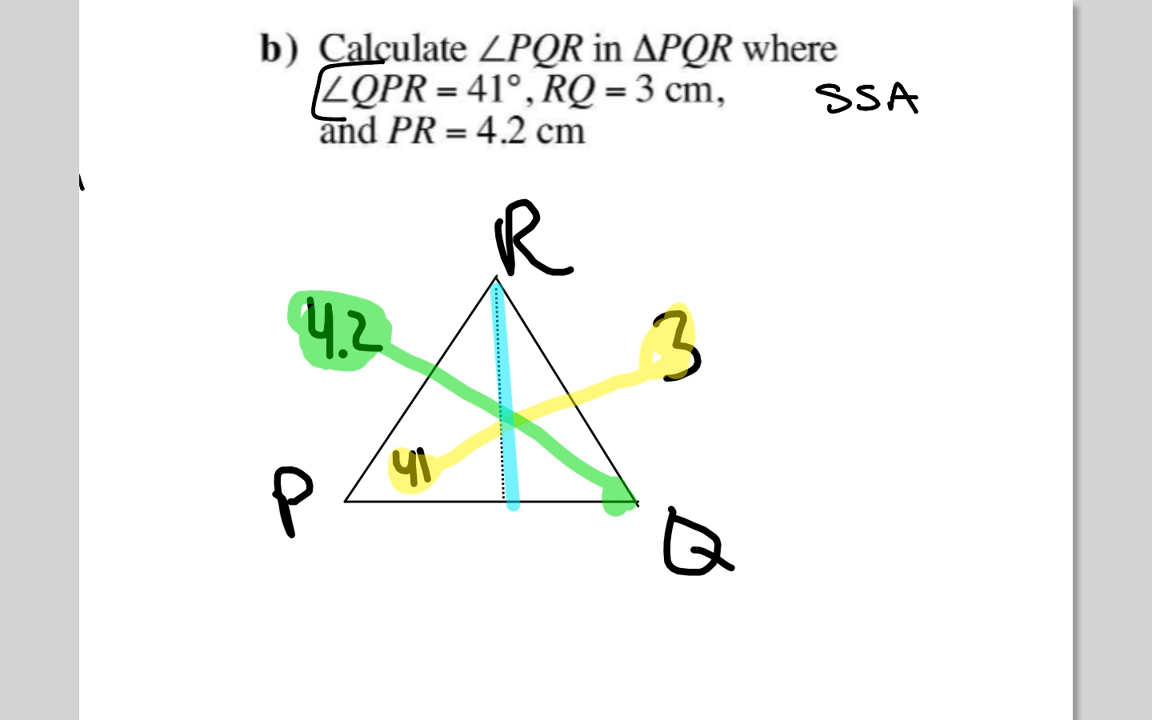 b) Calculate ∠PQR in ΔPQR where
∠QPR = 41°, RQ = 3 cm,
and PR = 4.2 cm
SSA
R
4.2
3
41
P
Q